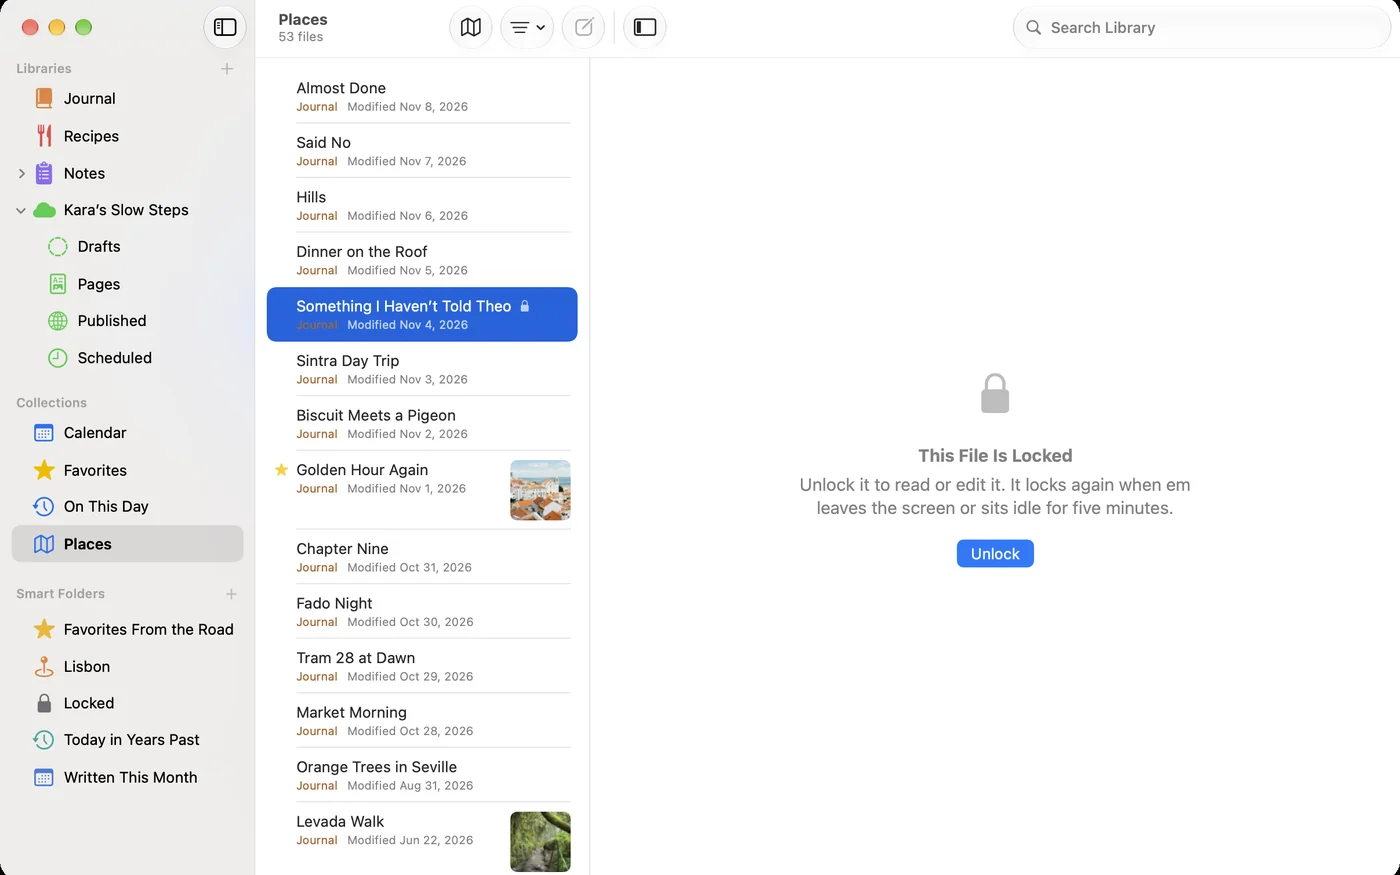 Libraries
Journal
Recipes
Notes
Kara’s Slow Steps
Drafts
Pages
Published
Scheduled
Collections
Calendar
Favorites
On This Day
Places
Smart Folders
Favorites From the Road
Lisbon
Locked
Today in Years Past
Written This Month
Places
53 files
Search Library
Almost Done
Journal Modified Nov 8, 2026
Said No
Journal Modified Nov 7, 2026
Hills
Journal Modified Nov 6, 2026
Dinner on the Roof
Journal Modified Nov 5, 2026
Something I Haven’t Told Theo
Journal Modified Nov 4, 2026
Sintra Day Trip
Journal Modified Nov 3, 2026
Biscuit Meets a Pigeon
Journal Modified Nov 2, 2026
Golden Hour Again
Journal Modified Nov 1, 2026
Chapter Nine
Journal Modified Oct 31, 2026
Fado Night
Journal Modified Oct 30, 2026
Tram 28 at Dawn
Journal Modified Oct 29, 2026
Market Morning
Journal Modified Oct 28, 2026
Orange Trees in Seville
Journal Modified Aug 31, 2026
Levada Walk
Journal Modified Jun 22, 2026
This File Is Locked
Unlock it to read or edit it. It locks again when em
leaves the screen or sits idle for five minutes.
Unlock